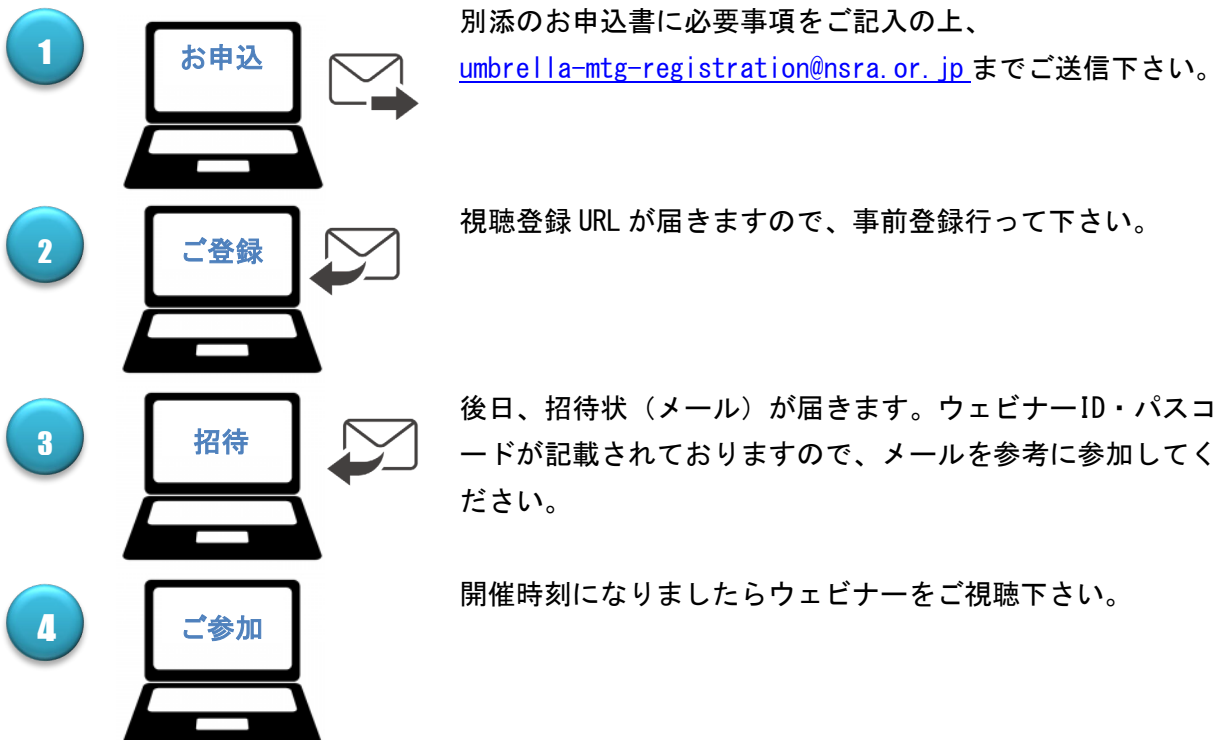 1
お申込
別添のお申込書に必要事項をご記入の上、
umbrella-mtg-registration@nsra.or.jp までご送信下さい。
2
ご登録
視聴登録 URL が届きますので、事前登録行って下さい。
3
招待
後日、招待状（メール）が届きます。ウェビナーID・パスコ
ードが記載されておりますので、メールを参考に参加してく
ださい。
4
ご参加
開催時刻になりましたらウェビナーをご視聴下さい。